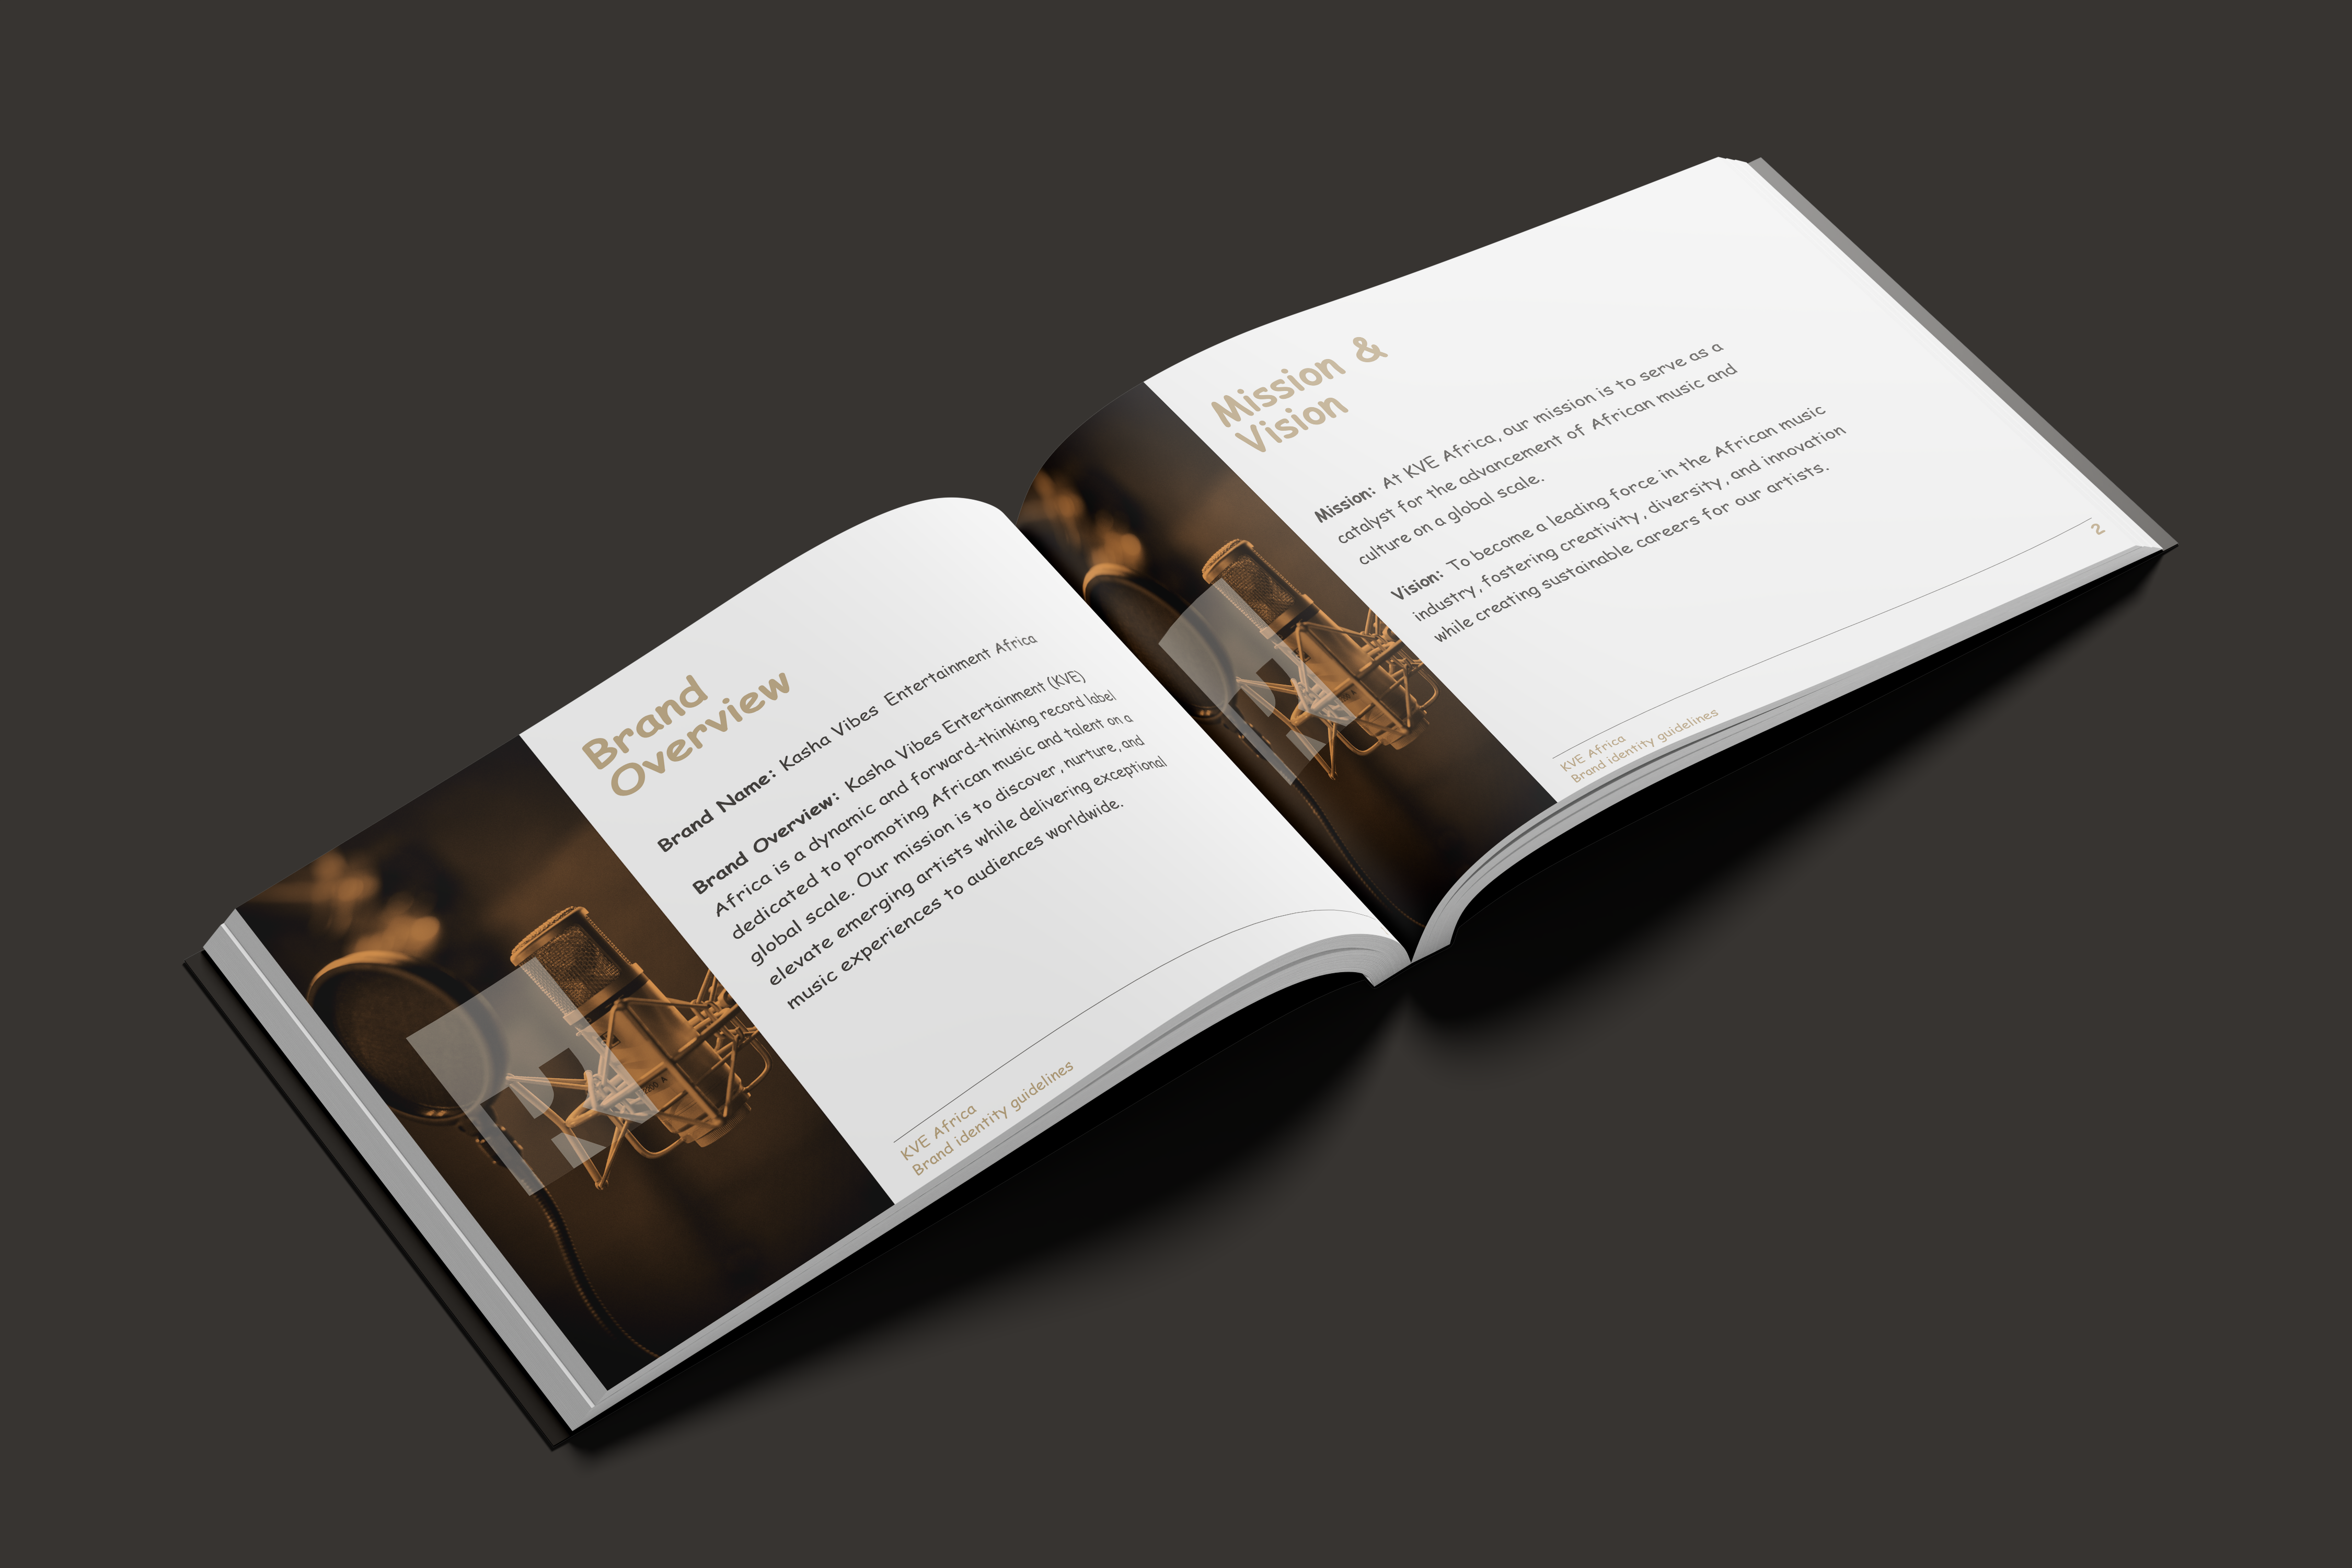 Brand
Overview
Brand Name: Kasha Vibes Entertainment Africa
Brand Overview: Kasha Vibes Entertainment (KVE)
Africa is a dynamic and forward-thinking record label
dedicated to promoting African music and talent on a
global scale. Our mission is to discover, nurture, and
elevate emerging artists while delivering exceptional
music experiences to audiences worldwide.
KVE Africa
Brand identity guidelines
Mission &
Vision
Mission: At KVE Africa, our mission is to serve as a
catalyst for the advancement of African music and
culture on a global scale.
Vision: To become a leading force in the African music
industry, fostering creativity, diversity, and innovation
while creating sustainable careers for our artists.
2
KVE Africa
Brand identity guidelines